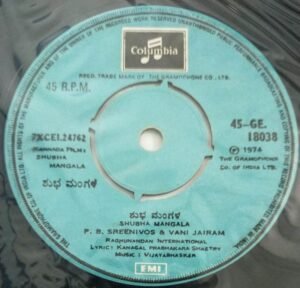 Columbia
REGD. TRADE MARK OF THE GRAMOPHONE CO. LTD.
45 R.P.M.
7XCEI.24762
(KANNADA FILM)
SHUBHA
MANGALA
ಶುಭ ಮಂಗಳ
45-GE.
18038
℗ 1974
THE GRAMOPHONE
CO. OF INDIA LTD.
ಶುಭ ಮಂಗಳ
SHUBHA MANGALA
P. B. SREENIVOS & VANI JAIRAM
RAGHUNANDAN INTERNATIONAL
LYRIC: KANAGAL PRABHAKARA SHASTRY
MUSIC : VIJAYABHASKER
EMI